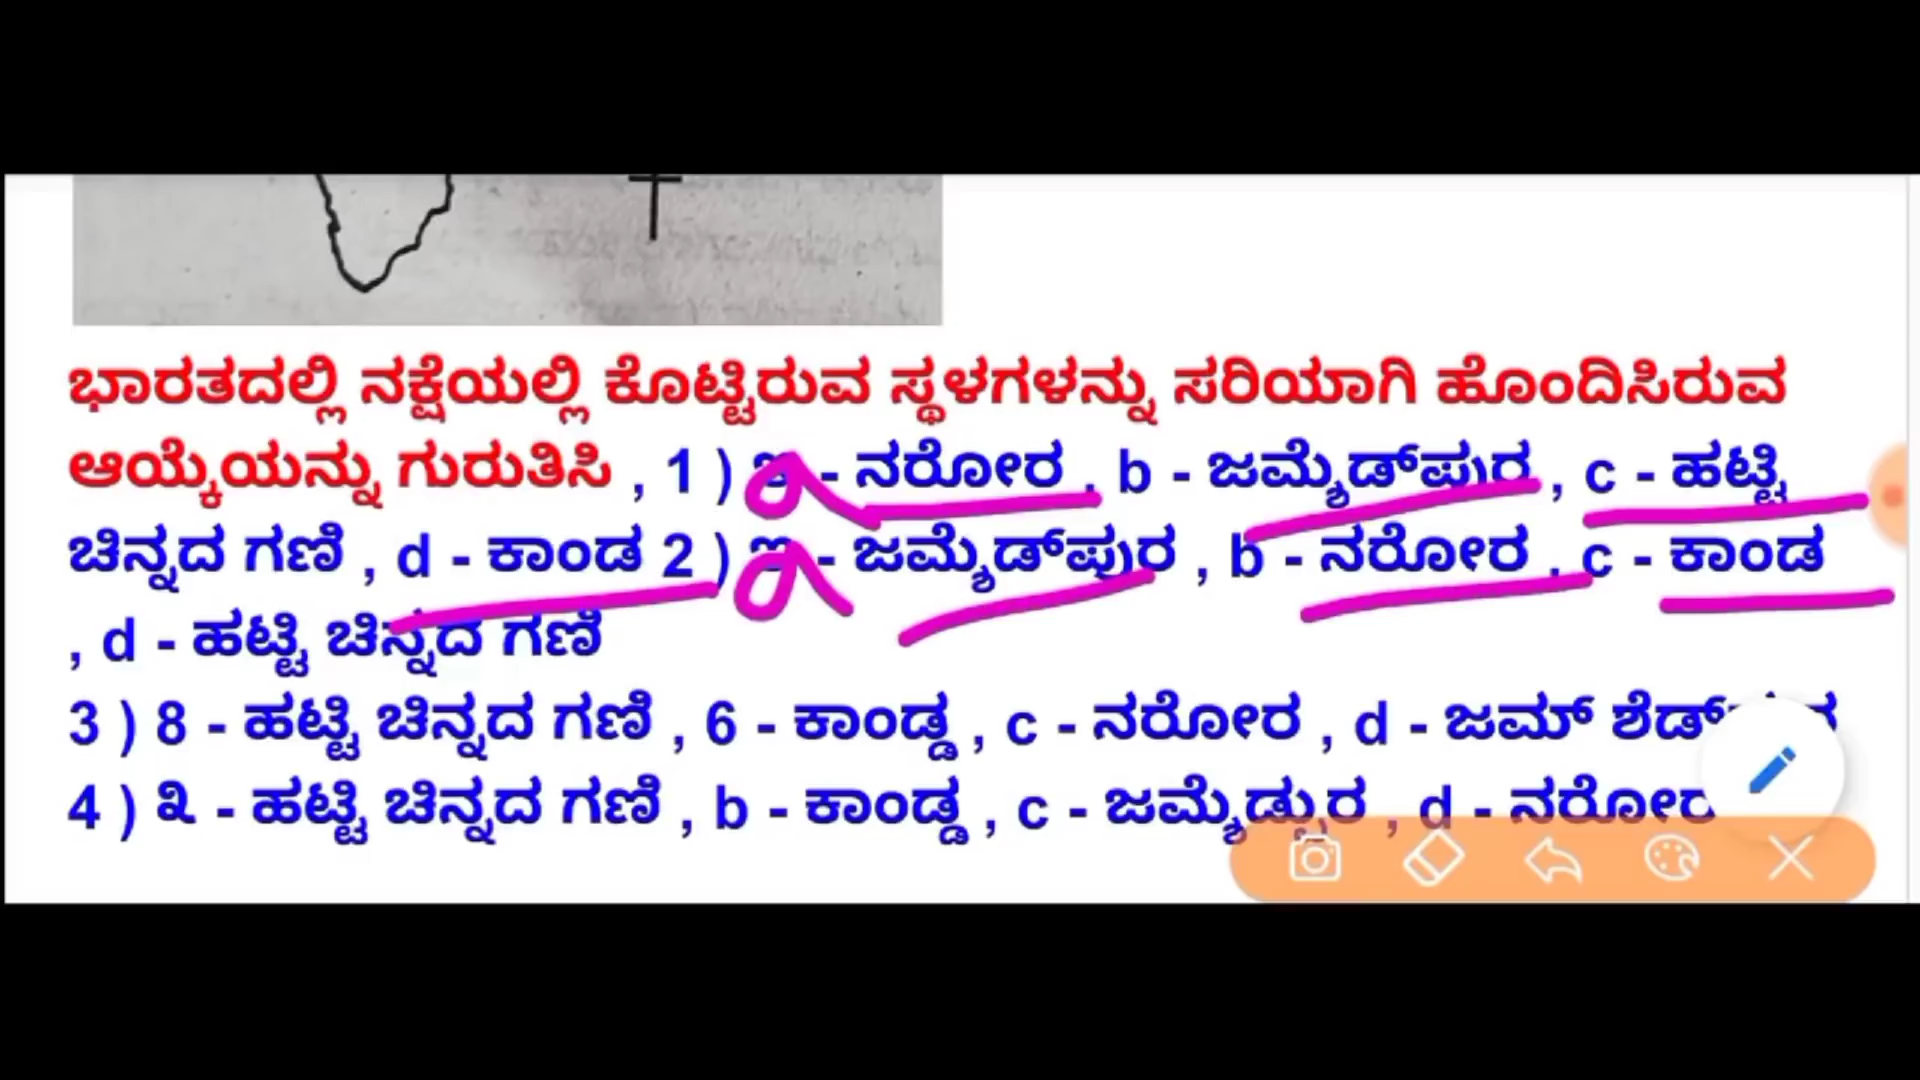 ಭಾರತದಲ್ಲಿ ನಕ್ಷೆಯಲ್ಲಿ ಕೊಟ್ಟಿರುವ ಸ್ಥಳಗಳನ್ನು ಸರಿಯಾಗಿ ಹೊಂದಿಸಿರುವ
ಆಯ್ಕೆಯನ್ನು ಗುರುತಿಸಿ , 1 ) a - ನರೋರ , b - ಜಮ್ಶೆಡ್‌ಪುರ , c - ಹಟ್ಟಿ
ಚಿನ್ನದ ಗಣಿ , d - ಕಾಂಡ 2 ) a - ಜಮ್ಶೆಡ್‌ಪುರ , b - ನರೋರ , c - ಕಾಂಡ
, d - ಹಟ್ಟಿ ಚಿನ್ನದ ಗಣಿ
3 ) 8 - ಹಟ್ಟಿ ಚಿನ್ನದ ಗಣಿ , 6 - ಕಾಂಡ್ಡ , c - ನರೋರ , d - ಜಮ್ ಶೆಡ್
4 ) ೩ - ಹಟ್ಟಿ ಚಿನ್ನದ ಗಣಿ , b - ಕಾಂಡ್ಡ , c - ಜಮ್ಶೆಡ್ಪುರ , d - ನರೋರ